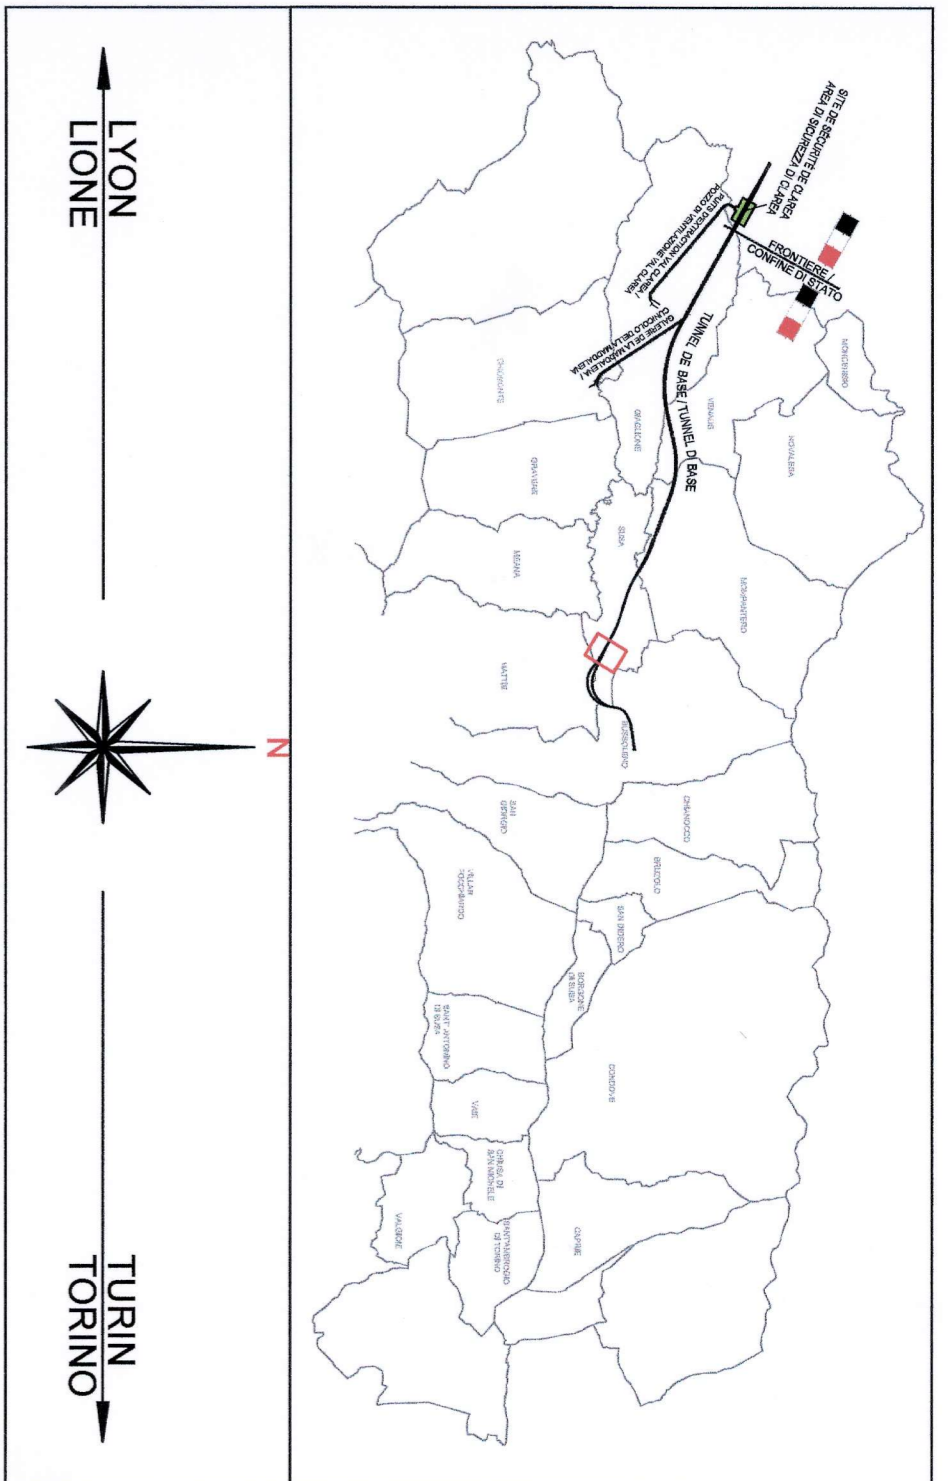 SITE DE SÉCURITÉ DE CLAREA
AREA DI SICUREZZA DI CLAREA
FRONTIERE /
CONFINE DI STATO
PUITS D'EXTRACTION VAL CLAREA /
POZZO DI VENTILAZIONE VAL CLAREA
GALERIE DE LA MADDALENA /
CUNICOLO DELLA MADDALENA
TUNNEL DE BASE / TUNNEL DI BASE
MONCENISIO
NOVALESA
VENAUS
GIAGLIONE
CHIOMONTE
GRAVERE
SUSA
MEANA
MOMPANTERO
MATTIE
BUSSOLENO
CHIANOCCO
SAN
GIORIO
BRUZOLO
SAN DIDERO
VILLAR
FOCCHIARDO
BORGONE
DI SUSA
SANT' ANTONINO
DI SUSA
CONDOVE
VAIE
CHIUSA DI
SAN MICHELE
CAPRIE
SANT'AMBROGIO
DI TORINO
VALGIOIE
LYON
LIONE
N
TURIN
TORINO